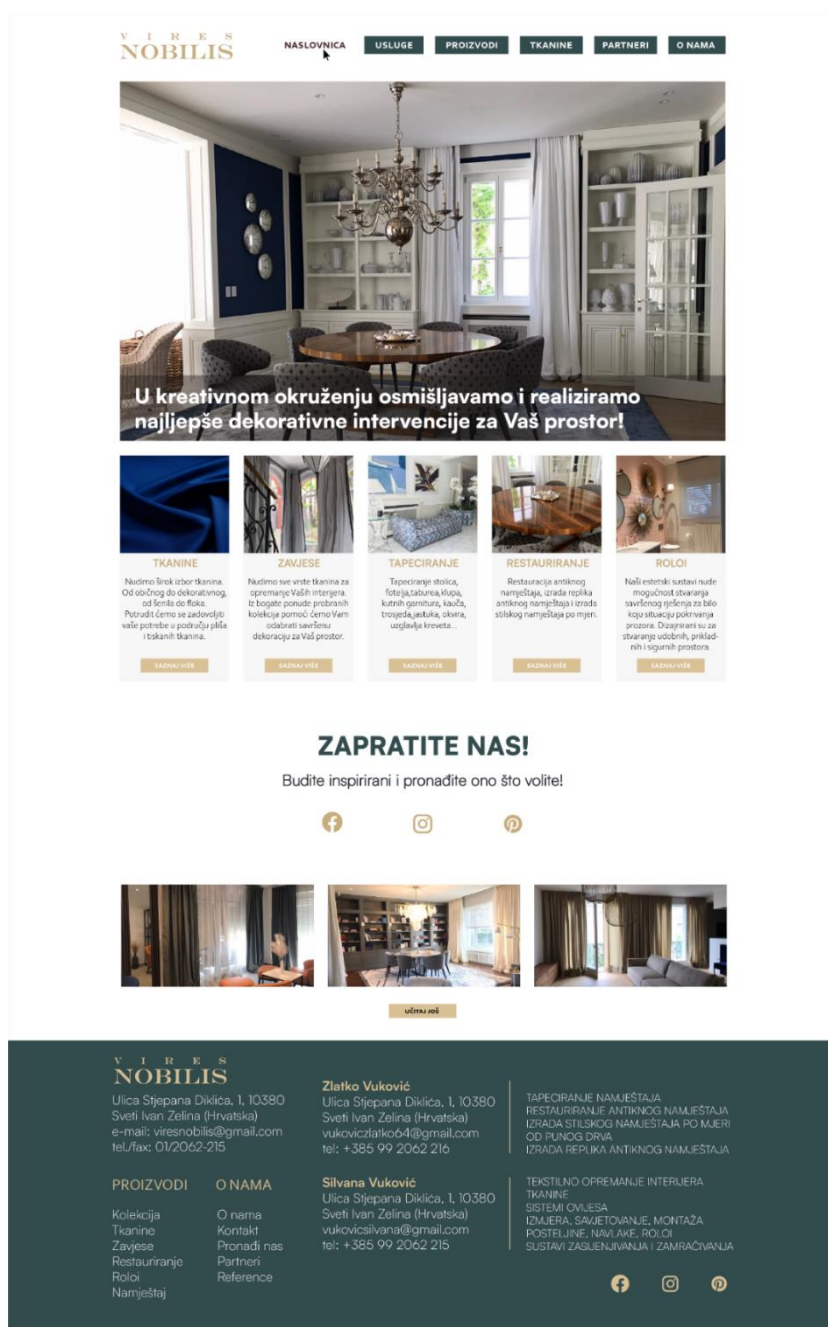 VIRES
NOBILIS
NASLOVNICA
USLUGE
PROIZVODI
TKANINE
PARTNERI
O NAMA
U kreativnom okruženju osmišljavamo i realiziramo
najljepše dekorativne intervencije za Vaš prostor!
TKANINE
Nudimo širok izbor tkanina.
Od običnog do dekorativnog,
od šenila do floka.
Potrudit ćemo se zadovoljiti
vaše potrebe u području pliša
i tiskanih tkanina.
SAZNAJ VIŠE
ZAVJESE
Nudimo sve vrste tkanina za
opremanje Vaših interijera.
Iz bogate ponude probranih
kolekcija pomoći ćemo Vam
odabrati savršenu
dekoraciju za Vaš prostor.
SAZNAJ VIŠE
TAPECIRANJE
Tapeciranje stolica,
fotelja,taburea,klupa,
kutnih garnitura, kauča,
trosjeda,jastuka, okvira,
uzglavlja kreveta...
SAZNAJ VIŠE
RESTAURIRANJE
Restauracija antiknog
namještaja, izrada replika
antiknog namještaja i izrada
stilskog namještaja po mjeri.
SAZNAJ VIŠE
ROLOI
Naši estetski sustavi nude
mogućnost stvaranja
savršenog rješenja za bilo
koju situaciju pokrivanja
prozora. Dizajnirani su za
stvaranje udobnih, priklad-
nih i sigurnih prostora.
SAZNAJ VIŠE
ZAPRATITE NAS!
Budite inspirirani i pronađite ono što volite!
učitaj još
VIRES
NOBILIS
Ulica Stjepana Diklića, 1, 10380
Sveti Ivan Zelina (Hrvatska)
e-mail: viresnobilis@gmail.com
tel./fax: 01/2062-215
PROIZVODI
Kolekcija
Tkanine
Zavjese
Restauriranje
Roloi
Namještaj
O NAMA
O nama
Kontakt
Pronađi nas
Partneri
Reference
Zlatko Vuković
Ulica Stjepana Diklića, 1, 10380
Sveti Ivan Zelina (Hrvatska)
vukoviczlatko64@gmail.com
tel: +385 99 2062 216
Silvana Vuković
Ulica Stjepana Diklića, 1, 10380
Sveti Ivan Zelina (Hrvatska)
vukovicsilvana@gmail.com
tel: +385 99 2062 215
TAPECIRANJE NAMJEŠTAJA
RESTAURIRANJE ANTIKNOG NAMJEŠTAJA
IZRADA STILSKOG NAMJEŠTAJA PO MJERI
OD PUNOG DRVA
IZRADA REPLIKA ANTIKNOG NAMJEŠTAJA
TEKSTILNO OPREMANJE INTERIJERA
TKANINE
SISTEMI OVIJESA
IZMJERA, SAVJETOVANJE, MONTAŽA
POSTELJINE, NAVLAKE, ROLOI
SUSTAVI ZASIJENJIVANJA I ZAMRAČIVANJA